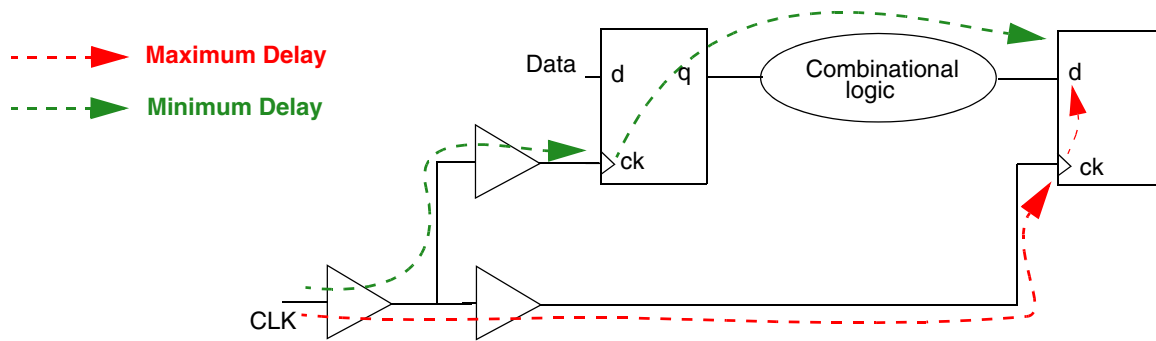 Maximum Delay
Minimum Delay
Data
d
q
ck
Combinational
logic
d
ck
CLK